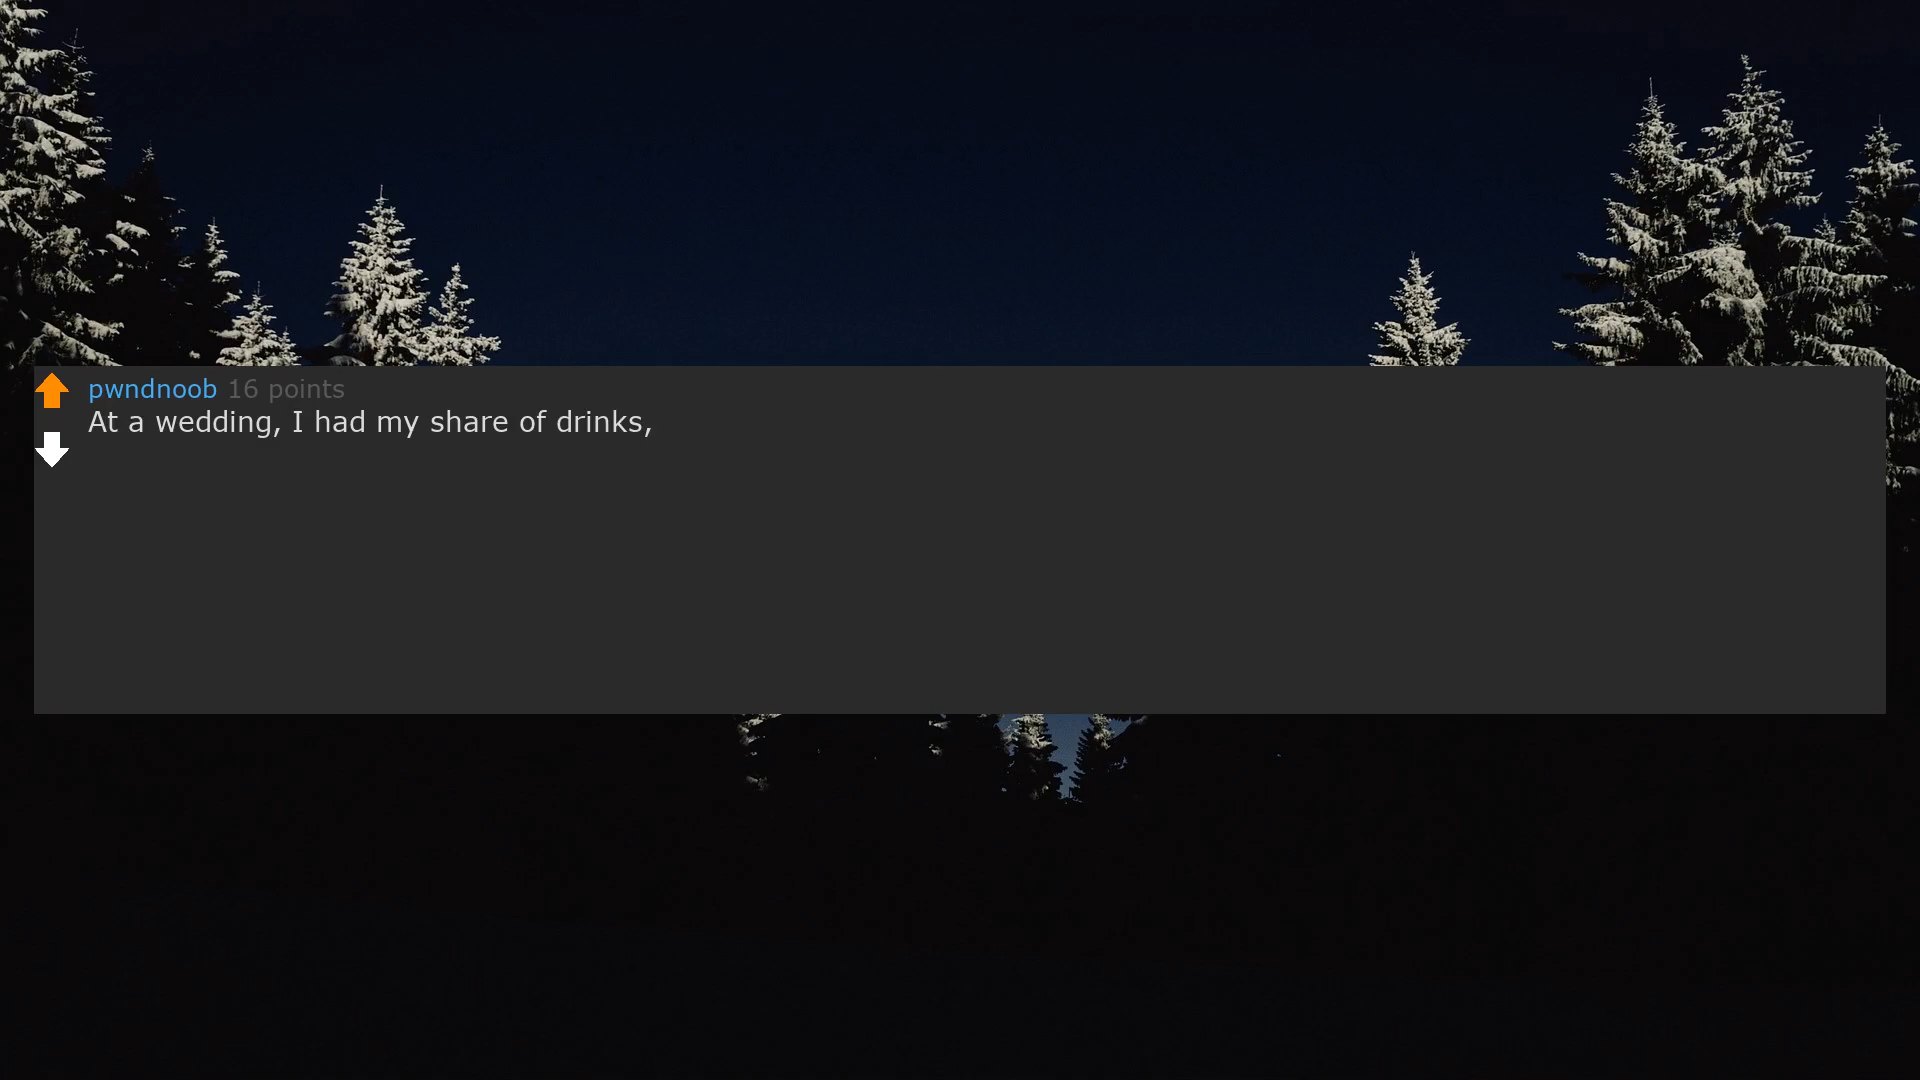 pwndnoob 16 points
At a wedding, I had my share of drinks,